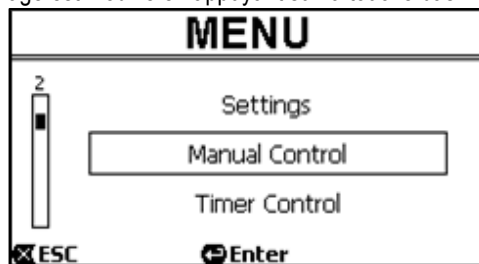 MENU
2
Settings
Manual Control
Timer Control
ESC
Enter